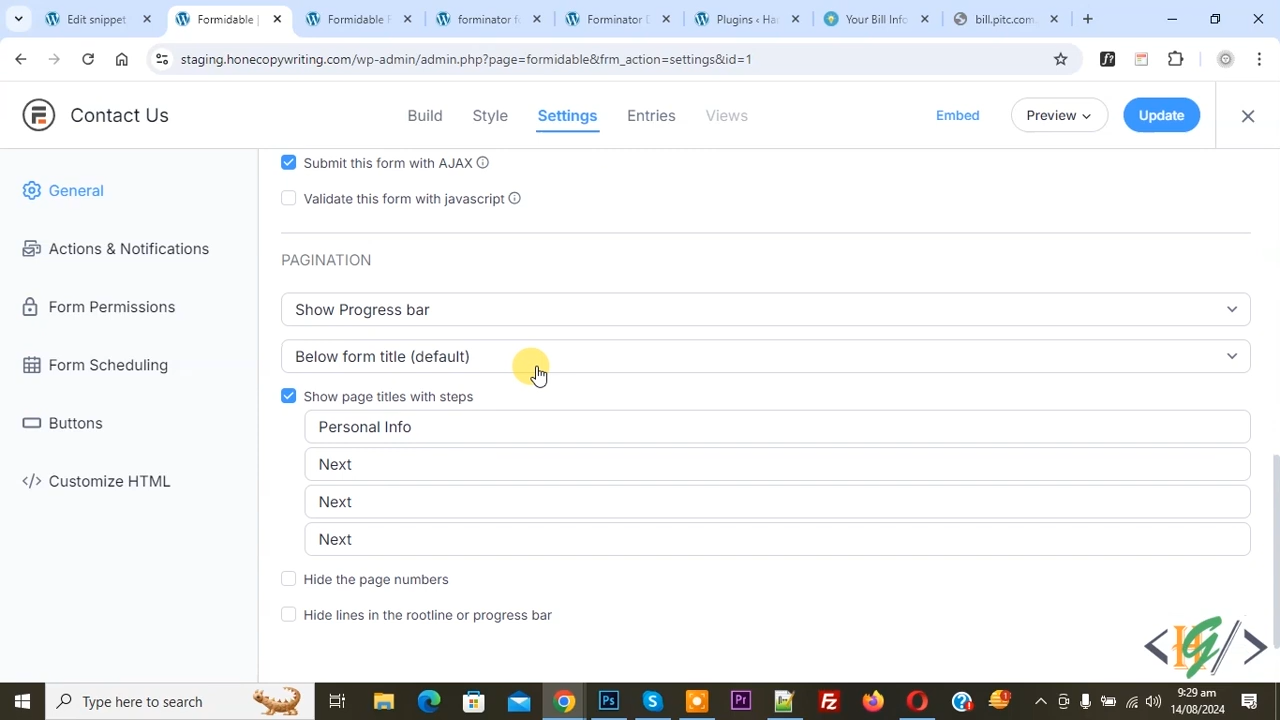 Edit snippet
Formidable |
Formidable F
forminator f
Forminator D
Plugins ‹ Ha
Your Bill Info
bill.pitc.com.
staging.honecopywriting.com/wp-admin/admin.php?page=formidable&frm_action=settings&id=1
Contact Us
Build
Style
Settings
Entries
Views
Embed
Preview
Update
General
Actions & Notifications
Form Permissions
Form Scheduling
Buttons
Customize HTML
Submit this form with AJAX
Validate this form with javascript
PAGINATION
Show Progress bar
Below form title (default)
Show page titles with steps
Personal Info
Next
Next
Next
Hide the page numbers
Hide lines in the rootline or progress bar
Type here to search
9:29 am
14/08/2024